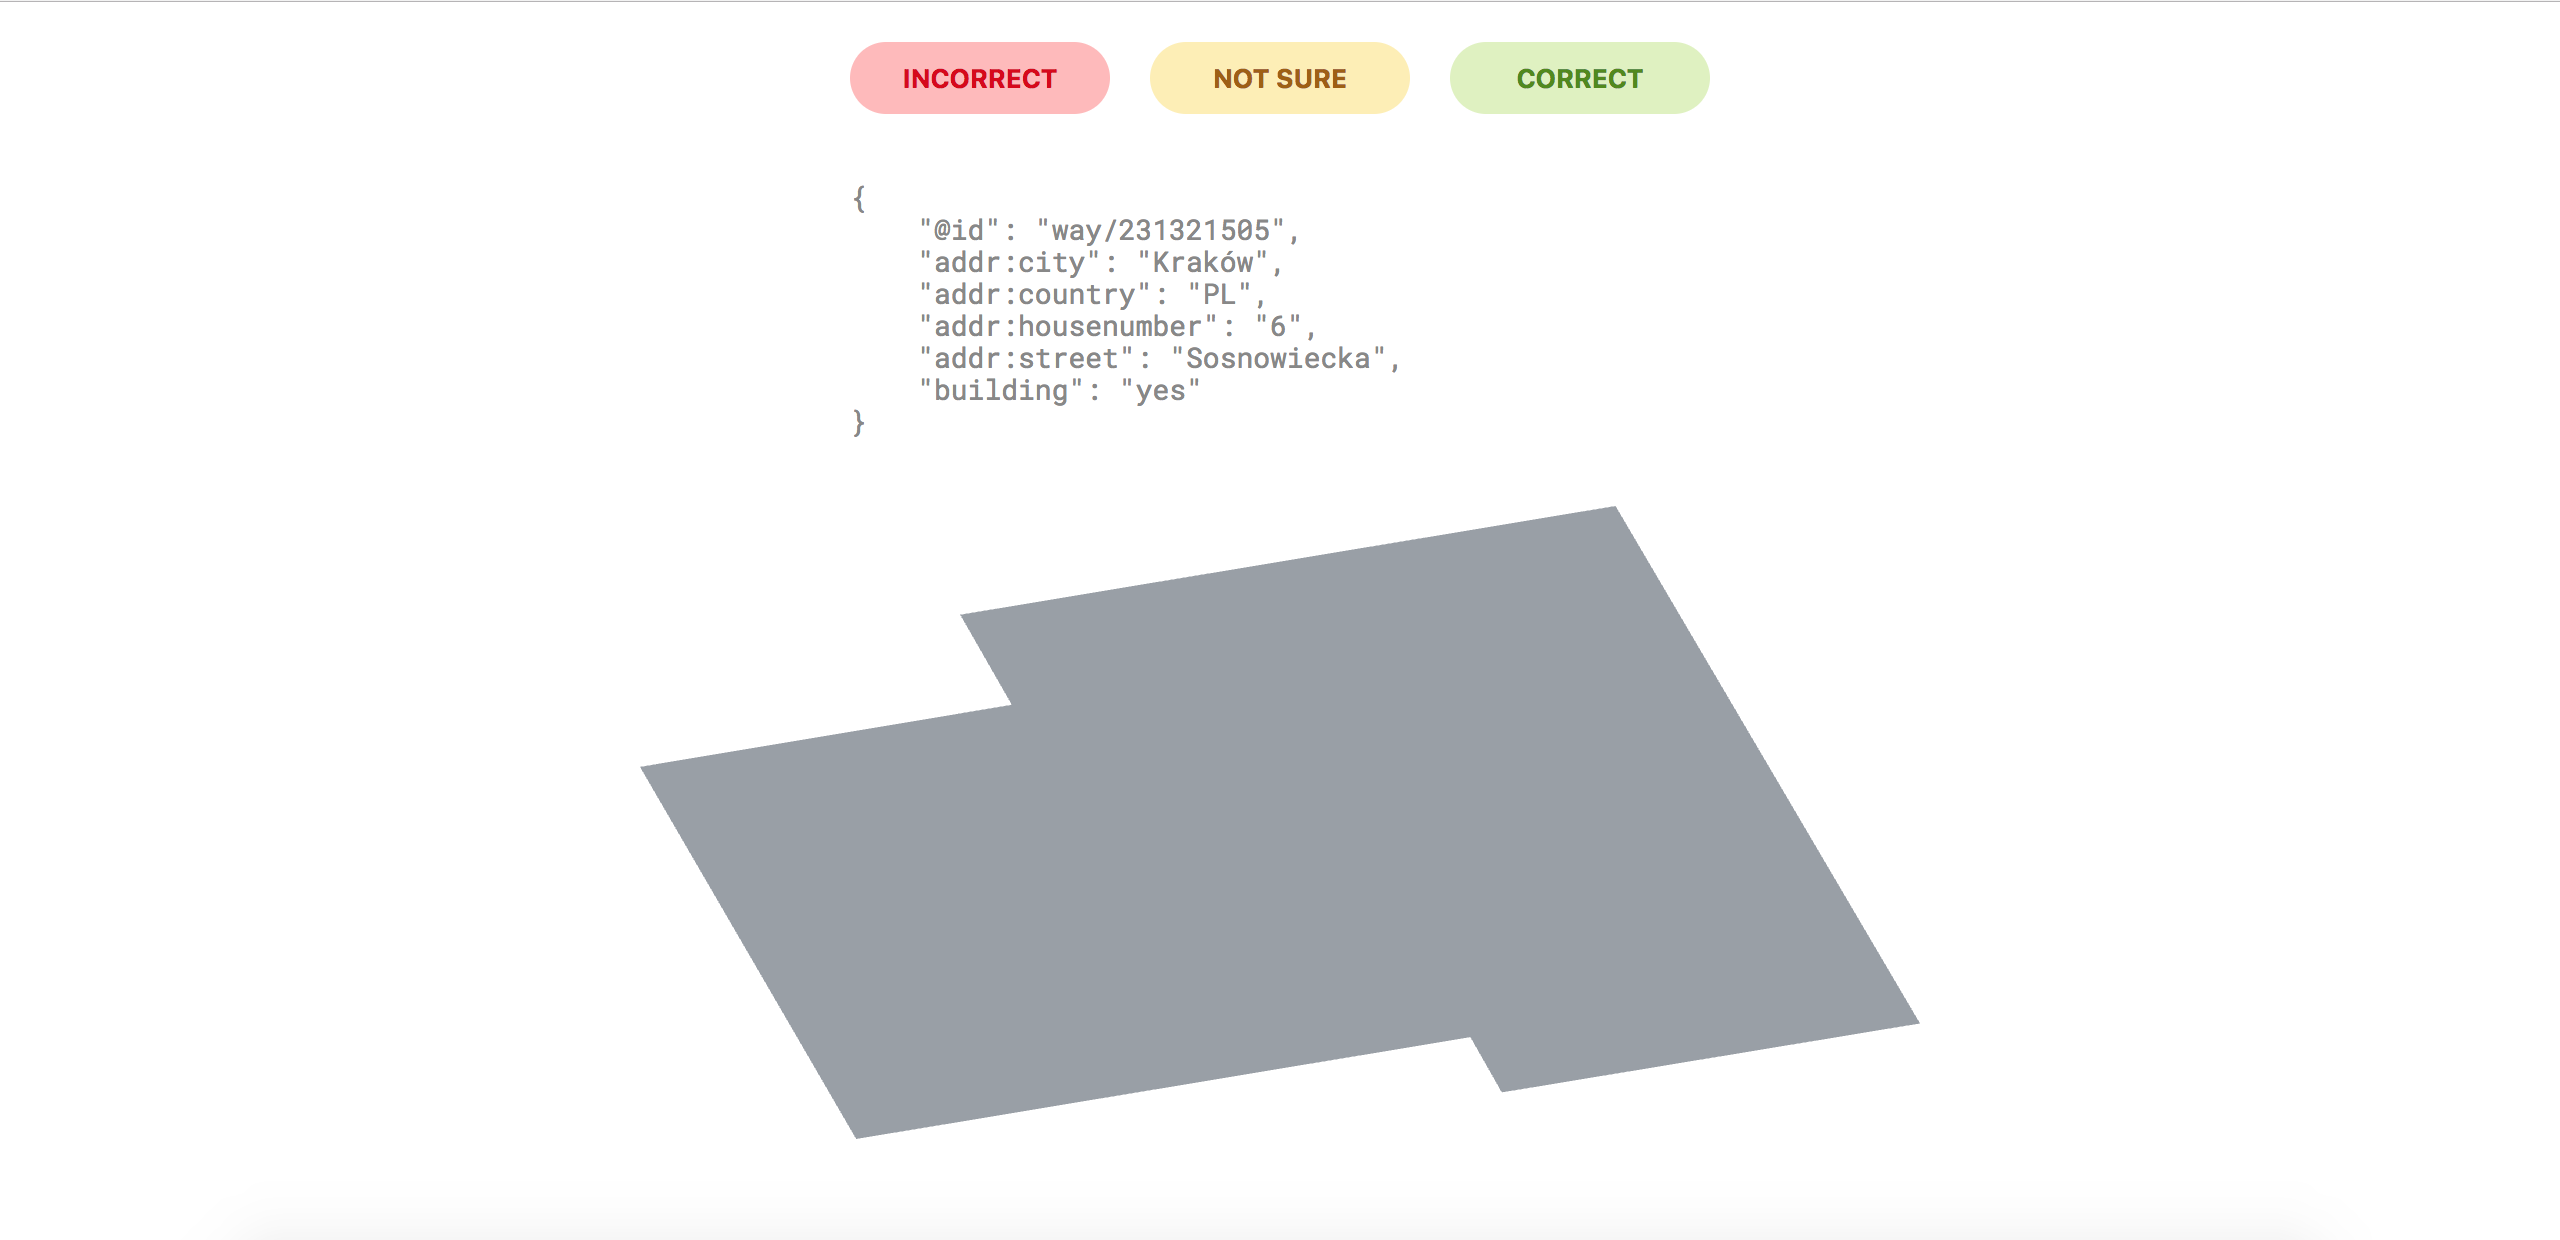 INCORRECT NOT SURE CORRECT
{
"@id": "way/231321505",
"addr:city": "Kraków",
"addr:country": "PL",
"addr:housenumber": "6",
"addr:street": "Sosnowiecka",
"building": "yes"
}